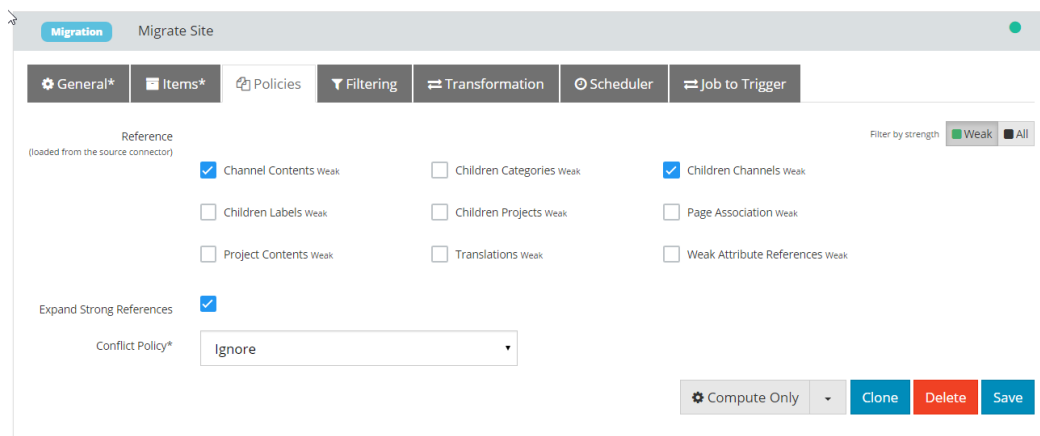 Migration Migrate Site
General* Items* Policies Filtering Transformation Scheduler Job to Trigger
Reference Filter by strength Weak All
(loaded from the source connector)
Channel Contents Weak Children Categories Weak Children Channels Weak
Children Labels Weak Children Projects Weak Page Association Weak
Project Contents Weak Translations Weak Weak Attribute References Weak
Expand Strong References
Conflict Policy* Ignore
Compute Only Clone Delete Save